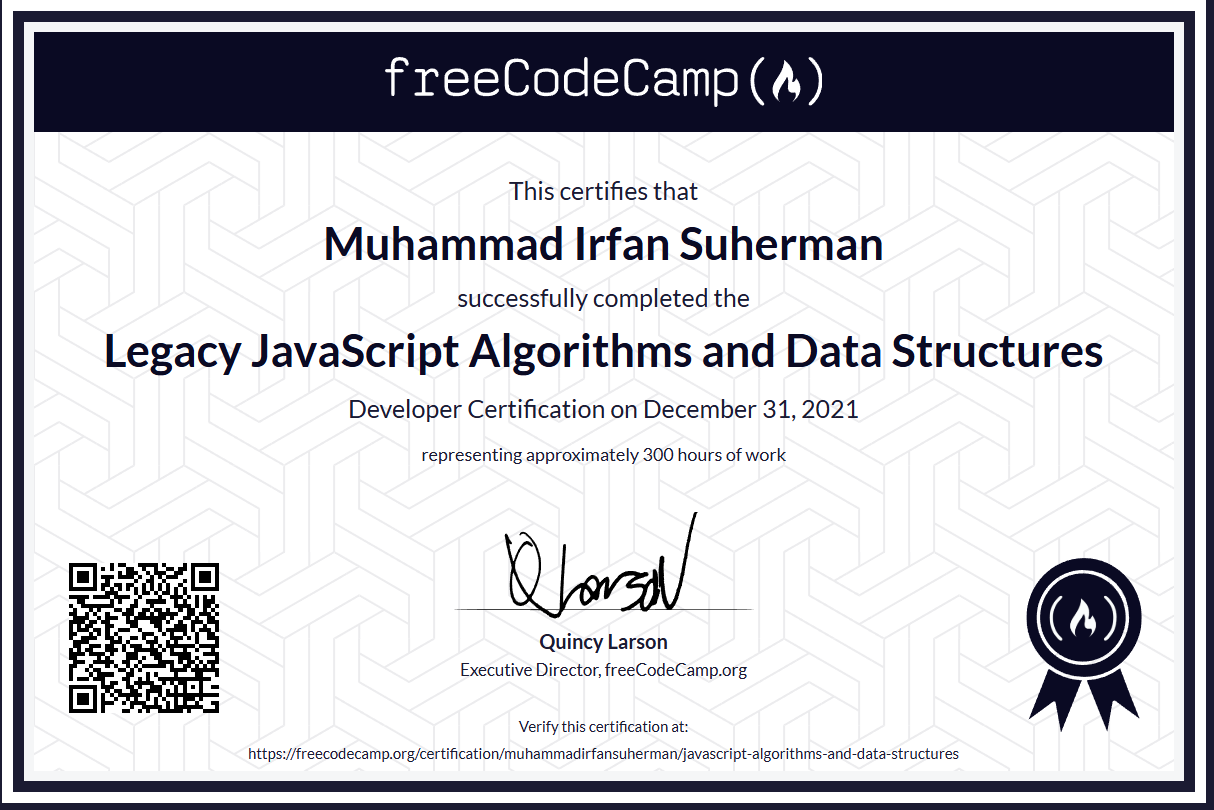 freeCodeCamp
This certifies that
Muhammad Irfan Suherman
successfully completed the
Legacy JavaScript Algorithms and Data Structures
Developer Certification on December 31, 2021
representing approximately 300 hours of work
Quincy Larson
Executive Director, freeCodeCamp.org
Verify this certification at:
https://freecodecamp.org/certification/muhammadirfansuherman/javascript-algorithms-and-data-structures